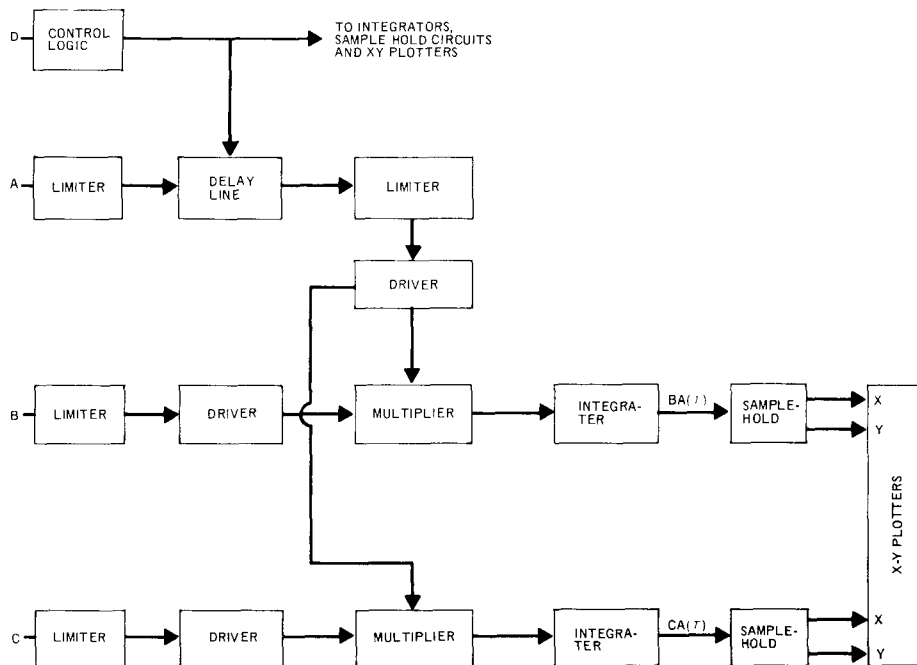 D
CONTROL
LOGIC
TO INTEGRATORS,
SAMPLE HOLD CIRCUITS
AND XY PLOTTERS
A
LIMITER
DELAY
LINE
LIMITER
DRIVER
B
LIMITER
DRIVER
MULTIPLIER
INTEGRA-
TER
BA(T)
SAMPLE-
HOLD
X
Y
X-Y PLOTTERS
C
LIMITER
DRIVER
MULTIPLIER
INTEGRA-
TER
CA(T)
SAMPLE-
HOLD
X
Y